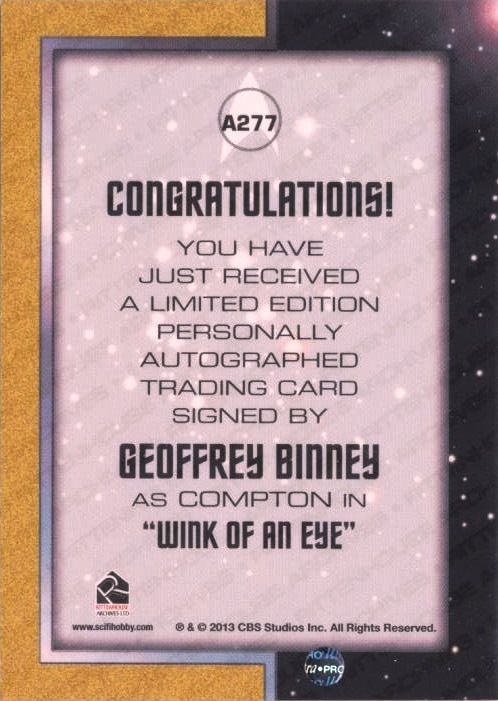 A277
CONGRATULATIONS!
YOU HAVE
JUST RECEIVED
A LIMITED EDITION
PERSONALLY
AUTOGRAPHED
TRADING CARD
SIGNED BY
GEOFFREY BINNEY
AS COMPTON IN
"WINK OF AN EYE"
RITTENHOUSE
ARCHIVES LTD
www.scifihobby.com ® & © 2013 CBS Studios Inc. All Rights Reserved.